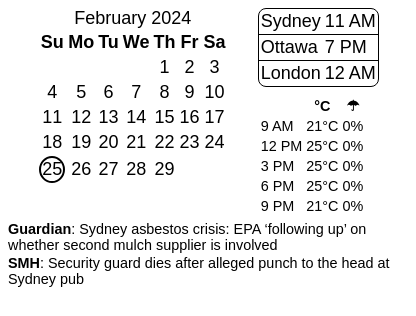 February 2024
Su Mo Tu We Th Fr Sa
1 2 3
4 5 6 7 8 9 10
11 12 13 14 15 16 17
18 19 20 21 22 23 24
25 26 27 28 29
Sydney 11 AM
Ottawa 7 PM
London 12 AM
°C ☂
9 AM 21°C 0%
12 PM 25°C 0%
3 PM 25°C 0%
6 PM 25°C 0%
9 PM 21°C 0%
Guardian: Sydney asbestos crisis: EPA ‘following up’ on
whether second mulch supplier is involved
SMH: Security guard dies after alleged punch to the head at
Sydney pub